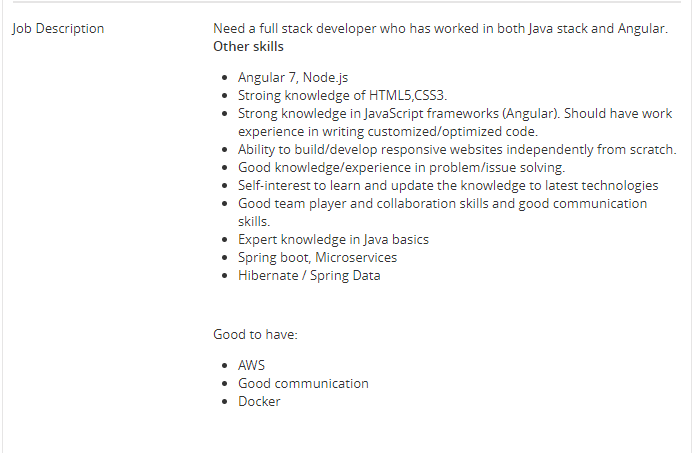 Job Description
Need a full stack developer who has worked in both Java stack and Angular.
Other skills
• Angular 7, Node.js
• Stroing knowledge of HTML5,CSS3.
• Strong knowledge in JavaScript frameworks (Angular). Should have work
experience in writing customized/optimized code.
• Ability to build/develop responsive websites independently from scratch.
• Good knowledge/experience in problem/issue solving.
• Self-interest to learn and update the knowledge to latest technologies
• Good team player and collaboration skills and good communication
skills.
• Expert knowledge in Java basics
• Spring boot, Microservices
• Hibernate / Spring Data
Good to have:
• AWS
• Good communication
• Docker